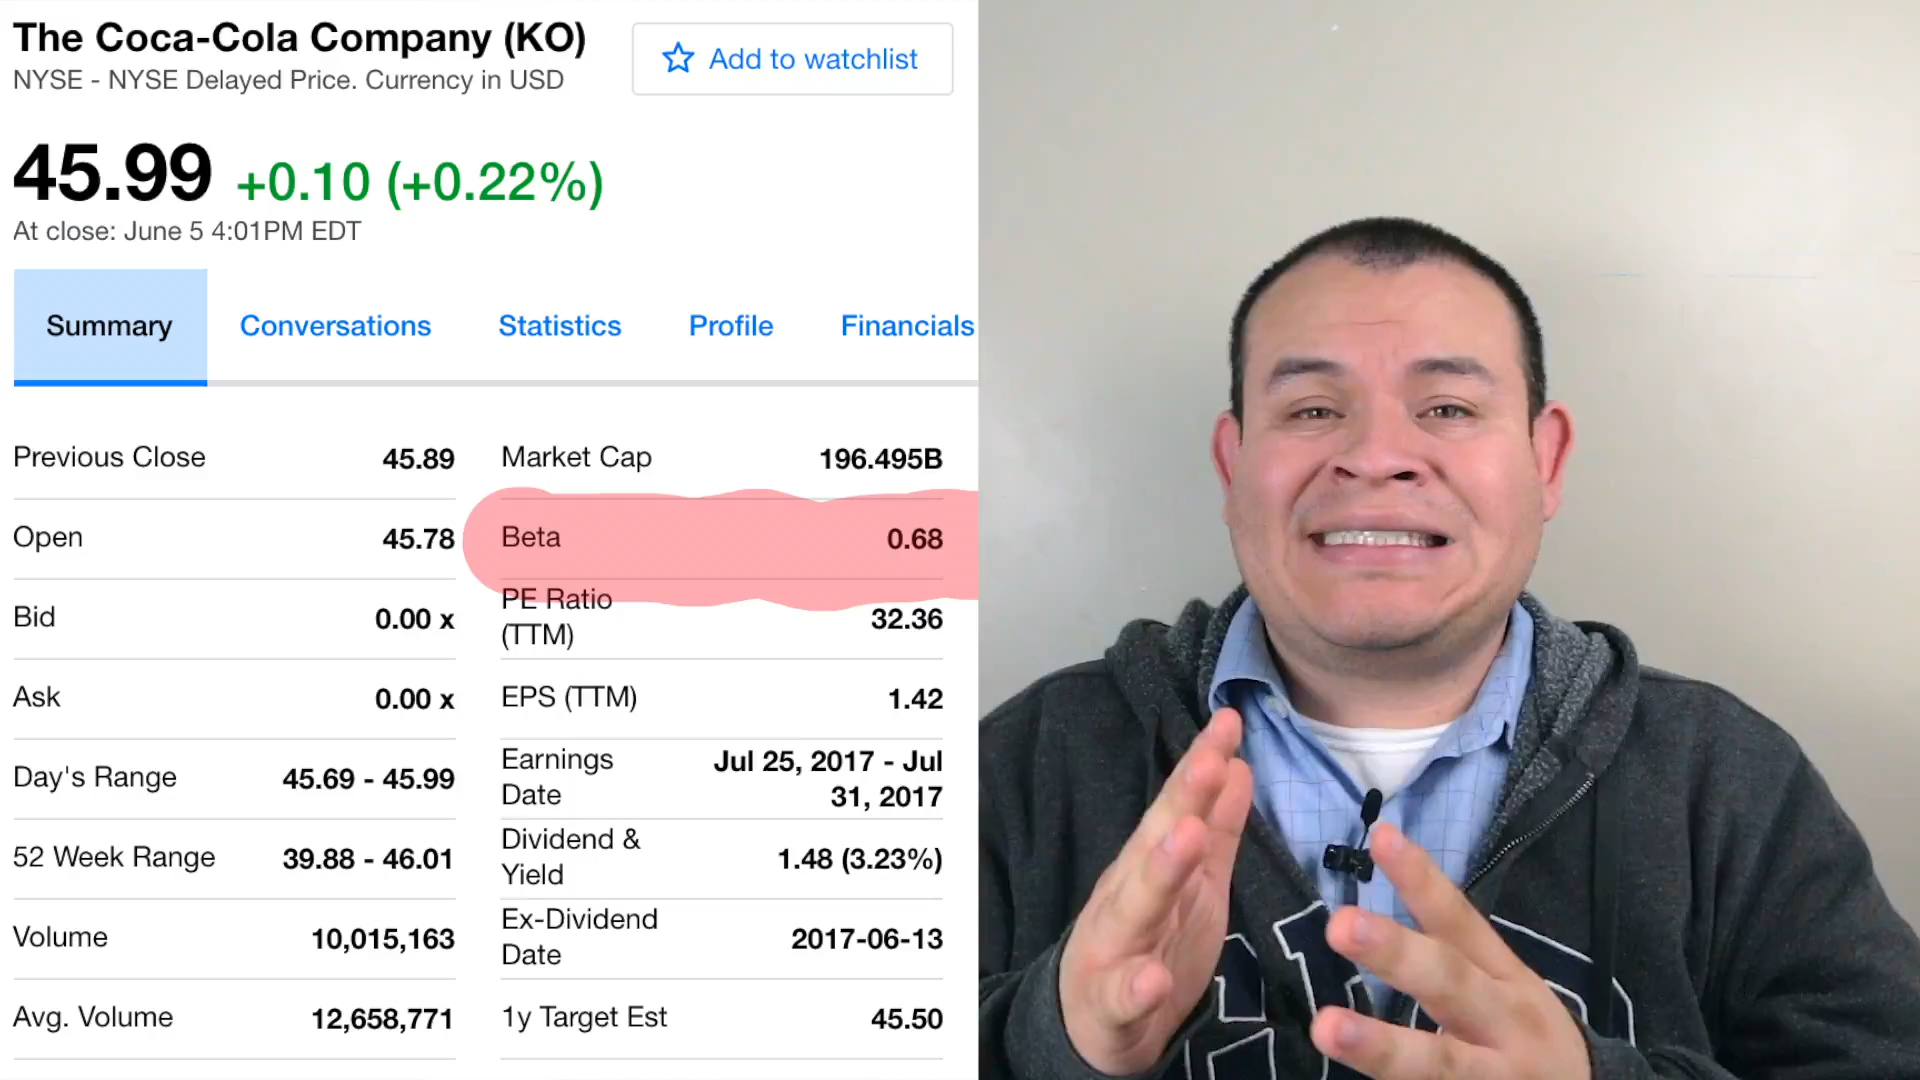 The Coca-Cola Company (KO)
NYSE - NYSE Delayed Price. Currency in USD
Add to watchlist
45.99 +0.10 (+0.22%)
At close: June 5 4:01PM EDT
Summary Conversations Statistics Profile Financials
Previous Close 45.89
Open 45.78
Bid 0.00 x
Ask 0.00 x
Day's Range 45.69 - 45.99
52 Week Range 39.88 - 46.01
Volume 10,015,163
Avg. Volume 12,658,771
Market Cap 196.495B
Beta 0.68
PE Ratio
(TTM) 32.36
EPS (TTM) 1.42
Earnings
Date Jul 25, 2017 - Jul
31, 2017
Dividend &
Yield 1.48 (3.23%)
Ex-Dividend
Date 2017-06-13
1y Target Est 45.50